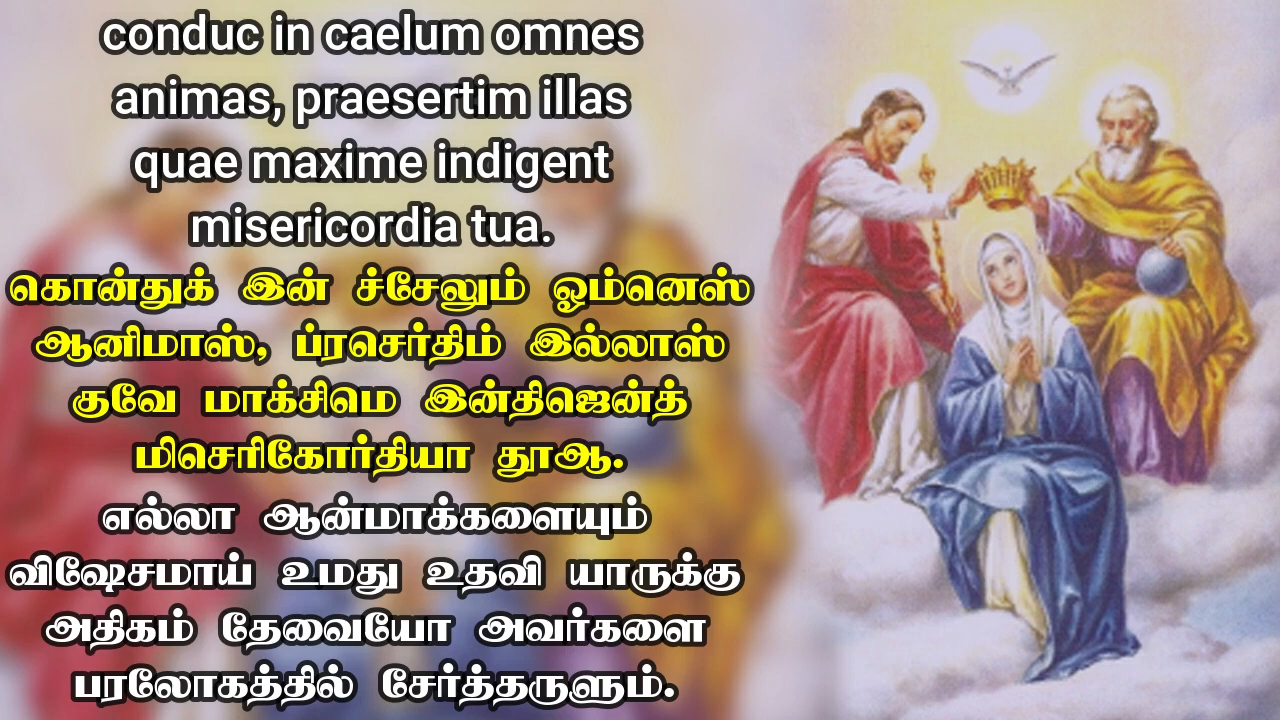 conduc in caelum omnes
animas, praesertim illas
quae maxime indigent
misericordia tua.
கொன்துக் இன் ச்சேலும் ஓம்னெஸ்
ஆனிமாஸ், ப்ரசெர்திம் இல்லாஸ்
குவே மாக்சிமெ இன்திஜென்த்
மிசெரிகோர்தியா தூஆ.
எல்லா ஆன்மாக்களையும்
விஷேசமாய் உமது உதவி யாருக்கு
அதிகம் தேவையோ அவர்களை
பரலோகத்தில் சேர்த்தருளும்.